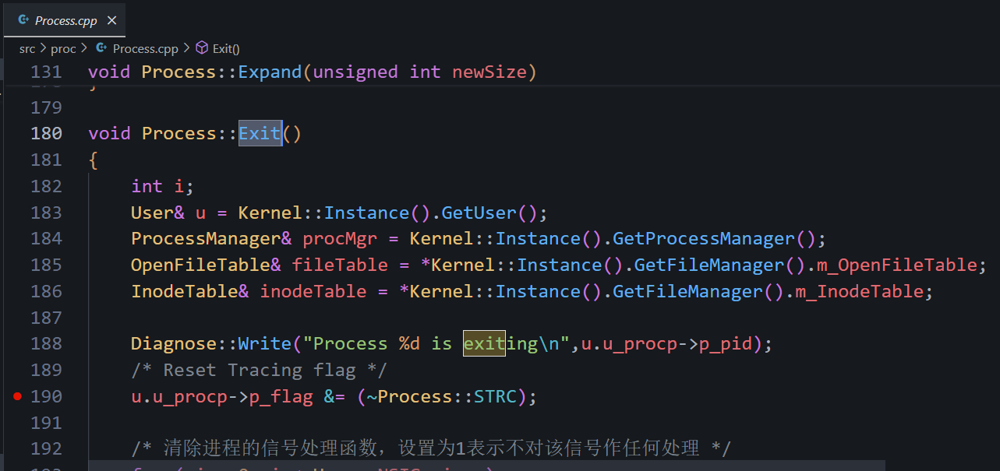 Process.cpp
src > proc > Process.cpp > Exit()
131 void Process::Expand(unsigned int newSize)
179
180 void Process::Exit()
181 {
182 int i;
183 User& u = Kernel::Instance().GetUser();
184 ProcessManager& procMgr = Kernel::Instance().GetProcessManager();
185 OpenFileTable& fileTable = *Kernel::Instance().GetFileManager().m_OpenFileTable;
186 InodeTable& inodeTable = *Kernel::Instance().GetFileManager().m_InodeTable;
187
188 Diagnose::Write("Process %d is exiting\n",u.u_procp->p_pid);
189 /* Reset Tracing flag */
190 u.u_procp->p_flag &= (~Process::STRC);
191
192 /* 清除进程的信号处理函数，设置为1表示不对该信号作任何处理 */